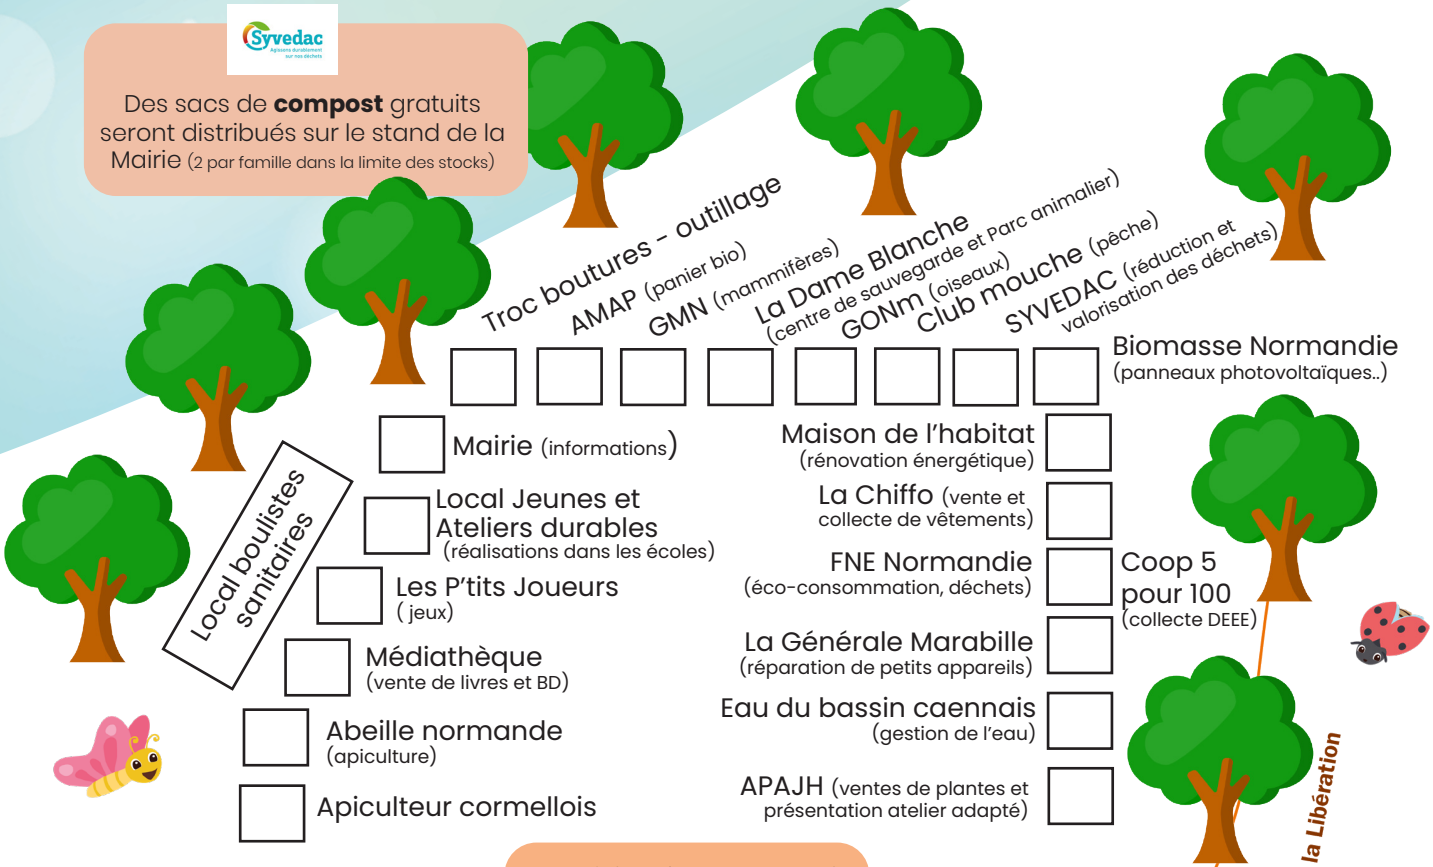 Syvedac
Agissons durablement
sur nos déchets
Des sacs de compost gratuits
seront distribués sur le stand de la
Mairie (2 par famille dans la limite des stocks)
Troc boutures - outillage
AMAP (panier bio)
GMN (mammifères)
La Dame Blanche
(centre de sauvegarde et Parc animalier)
GONm (oiseaux)
Club mouche (pêche)
SYVEDAC (réduction et
valorisation des déchets)
Biomasse Normandie
(panneaux photovoltaïques..)
Mairie (informations)
Local Jeunes et
Ateliers durables
(réalisations dans les écoles)
Les P'tits Joueurs
( jeux)
Médiathèque
(vente de livres et BD)
Abeille normande
(apiculture)
Apiculteur cormellois
Local boulistes
sanitaires
Maison de l'habitat
(rénovation énergétique)
La Chiffo (vente et
collecte de vêtements)
FNE Normandie
(éco-consommation, déchets)
Coop 5
pour 100
(collecte DEEE)
La Générale Marabille
(réparation de petits appareils)
Eau du bassin caennais
(gestion de l'eau)
APAJH (ventes de plantes et
présentation atelier adapté)
la Libération